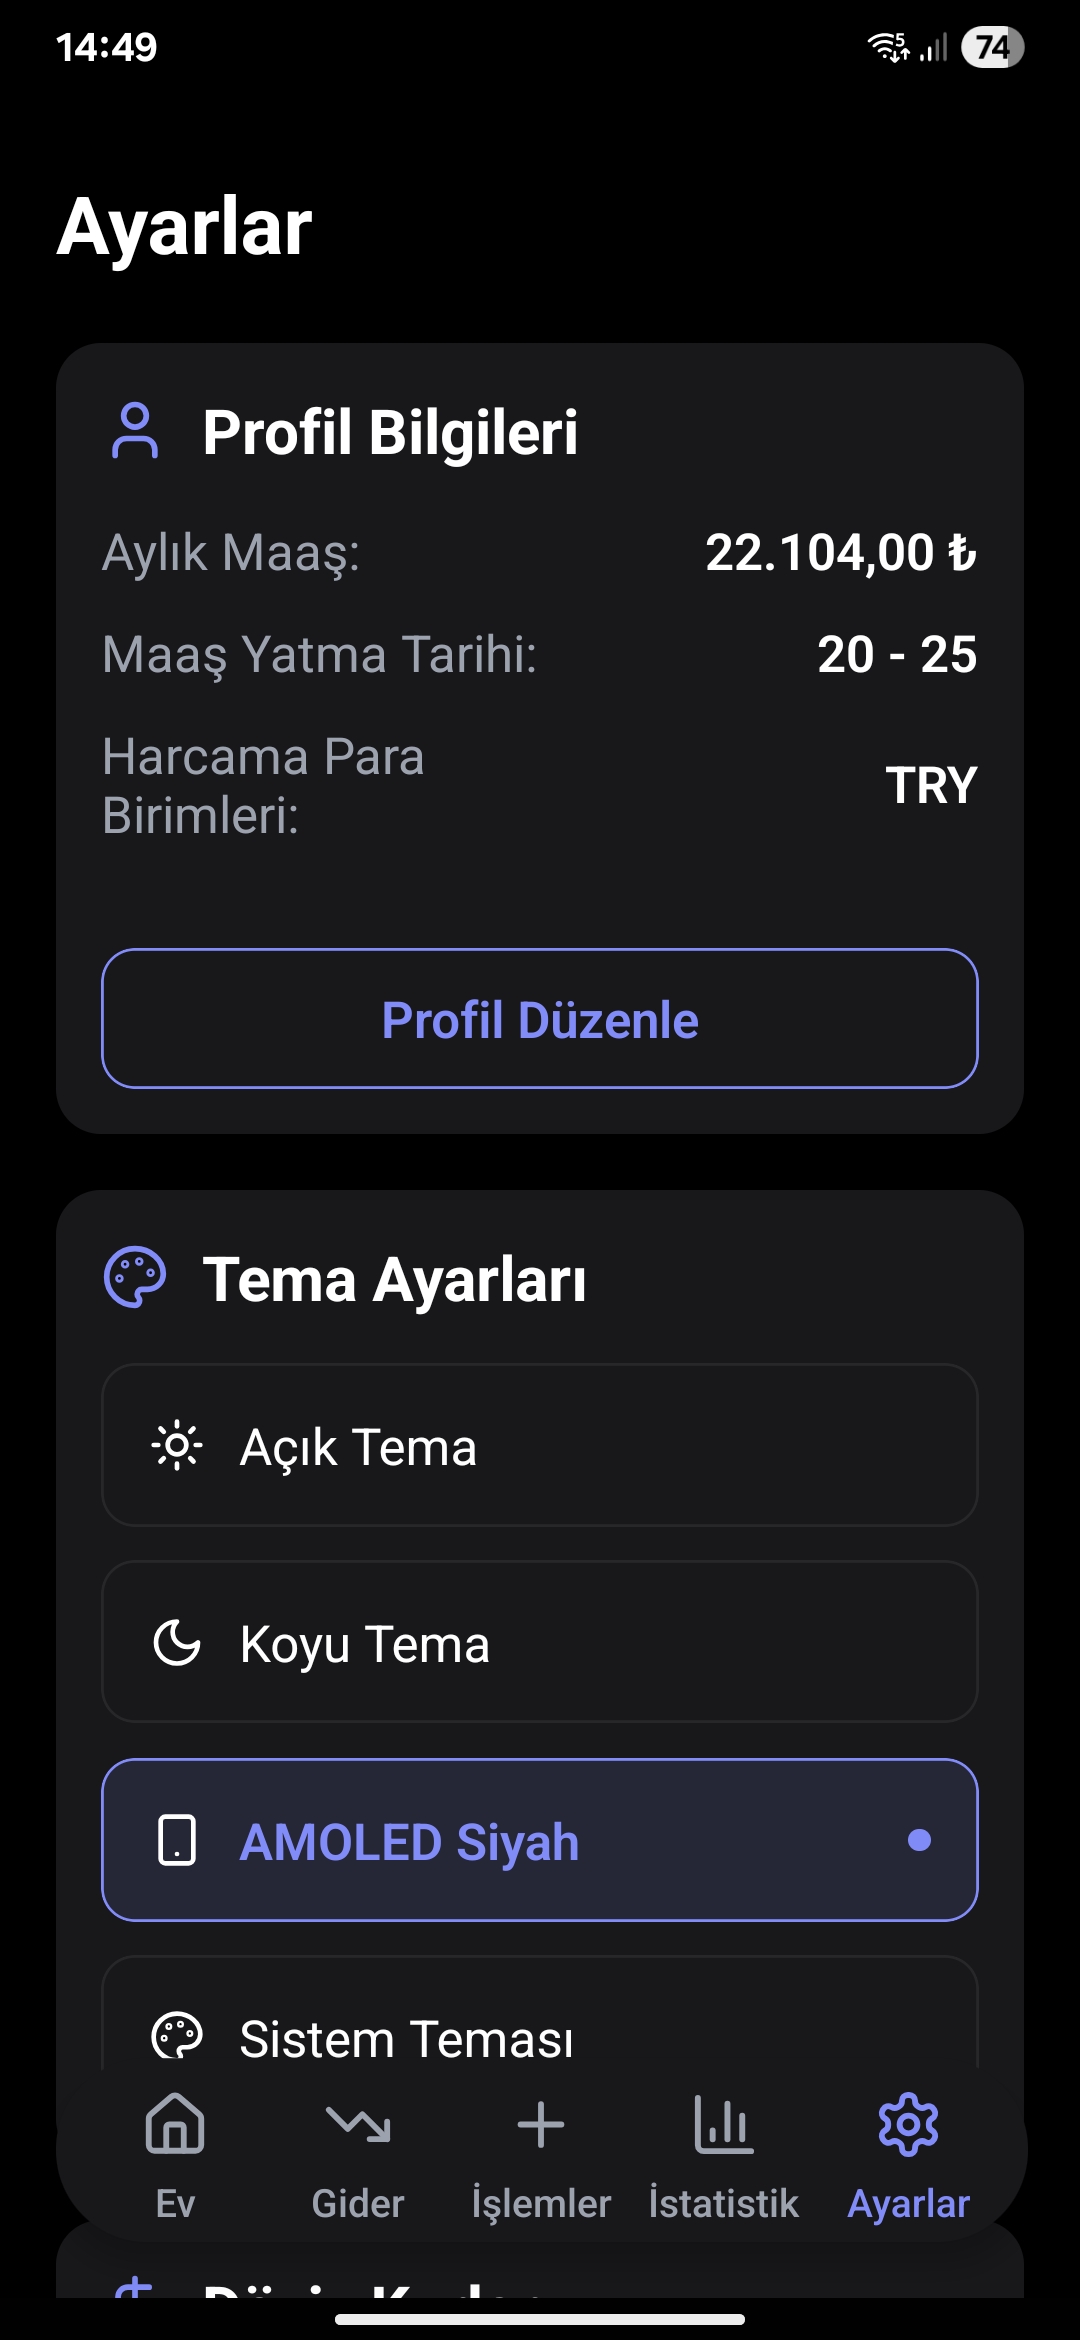 14:49
5
74
Ayarlar
Profil Bilgileri
Aylık Maaş: 22.104,00 ₺
Maaş Yatma Tarihi: 20 - 25
Harcama Para
Birimleri:
TRY
Profil Düzenle
Tema Ayarları
Açık Tema
Koyu Tema
AMOLED Siyah
Sistem Teması
Ev Gider İşlemler İstatistik Ayarlar